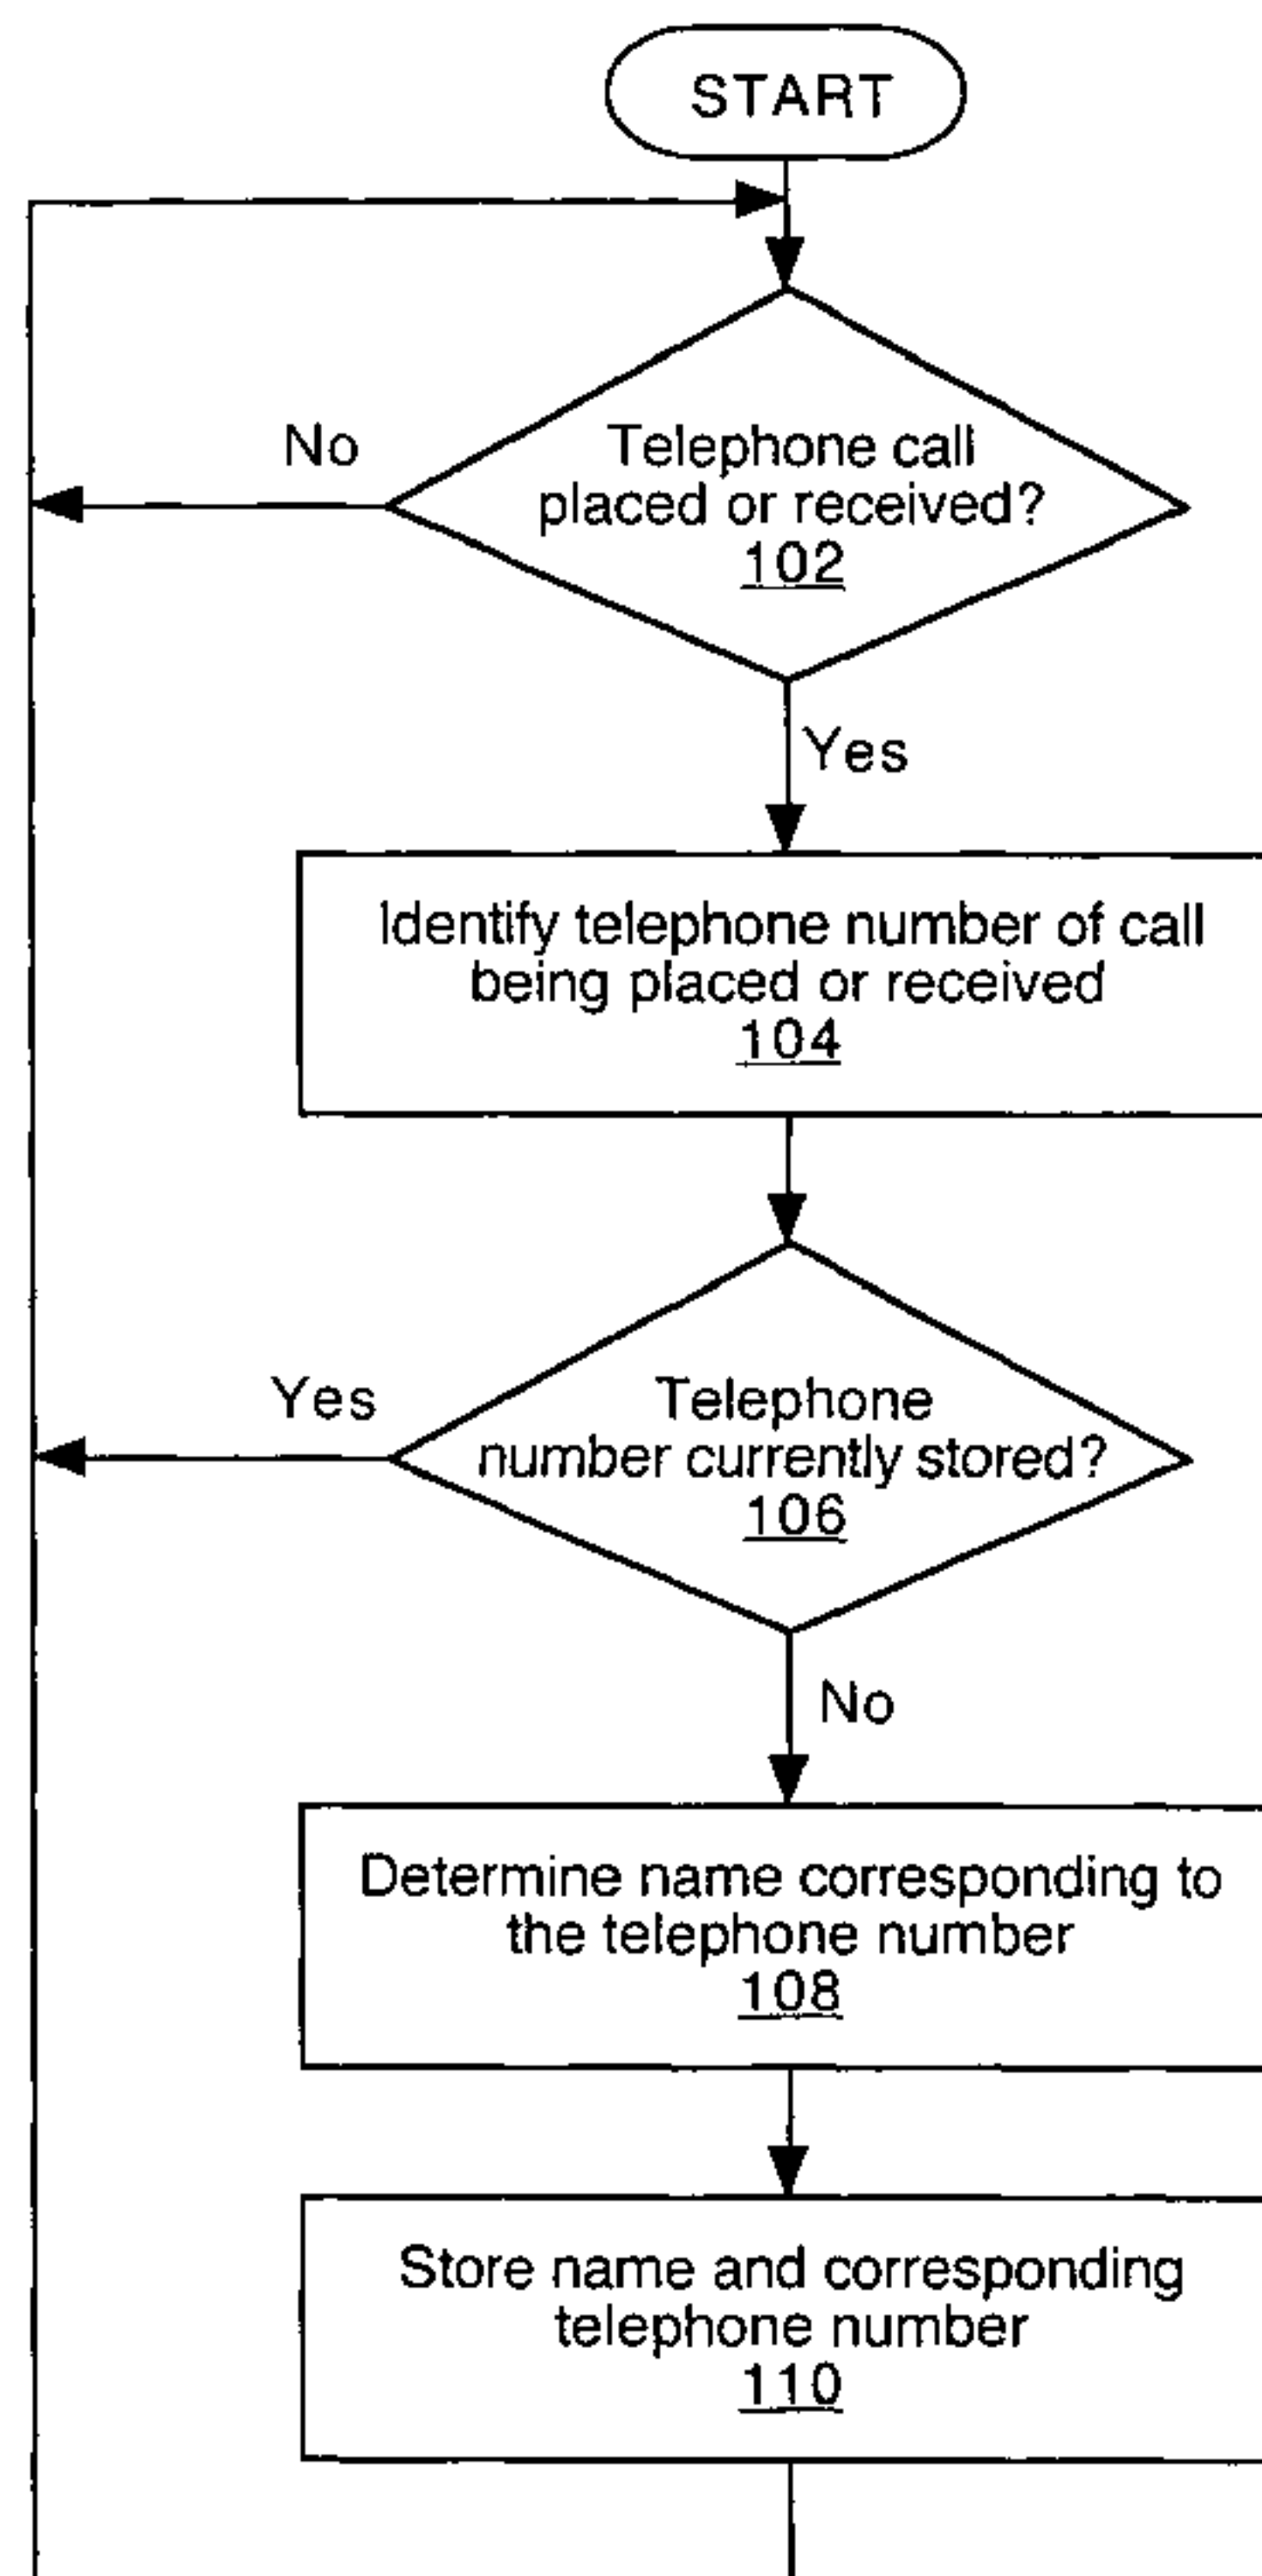 START
No
Telephone call
placed or received?
102
Yes
Identify telephone number of call
being placed or received
104
Yes
Telephone
number currently stored?
106
No
Determine name corresponding to
the telephone number
108
Store name and corresponding
telephone number
110